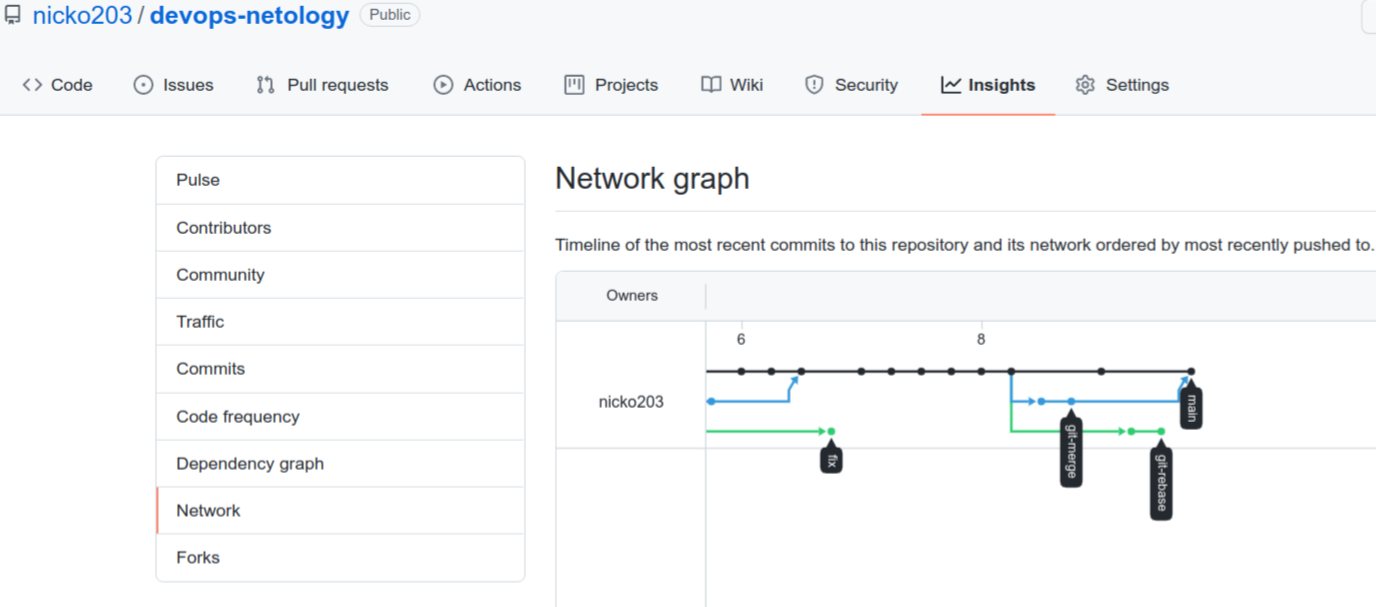 nicko203 / devops-netology Public
Code Issues Pull requests Actions Projects Wiki Security Insights Settings
Pulse
Contributors
Community
Traffic
Commits
Code frequency
Dependency graph
Network
Forks
Network graph
Timeline of the most recent commits to this repository and its network ordered by most recently pushed to.
Owners
6 8
nicko203
main
fix
git-merge
git-rebase